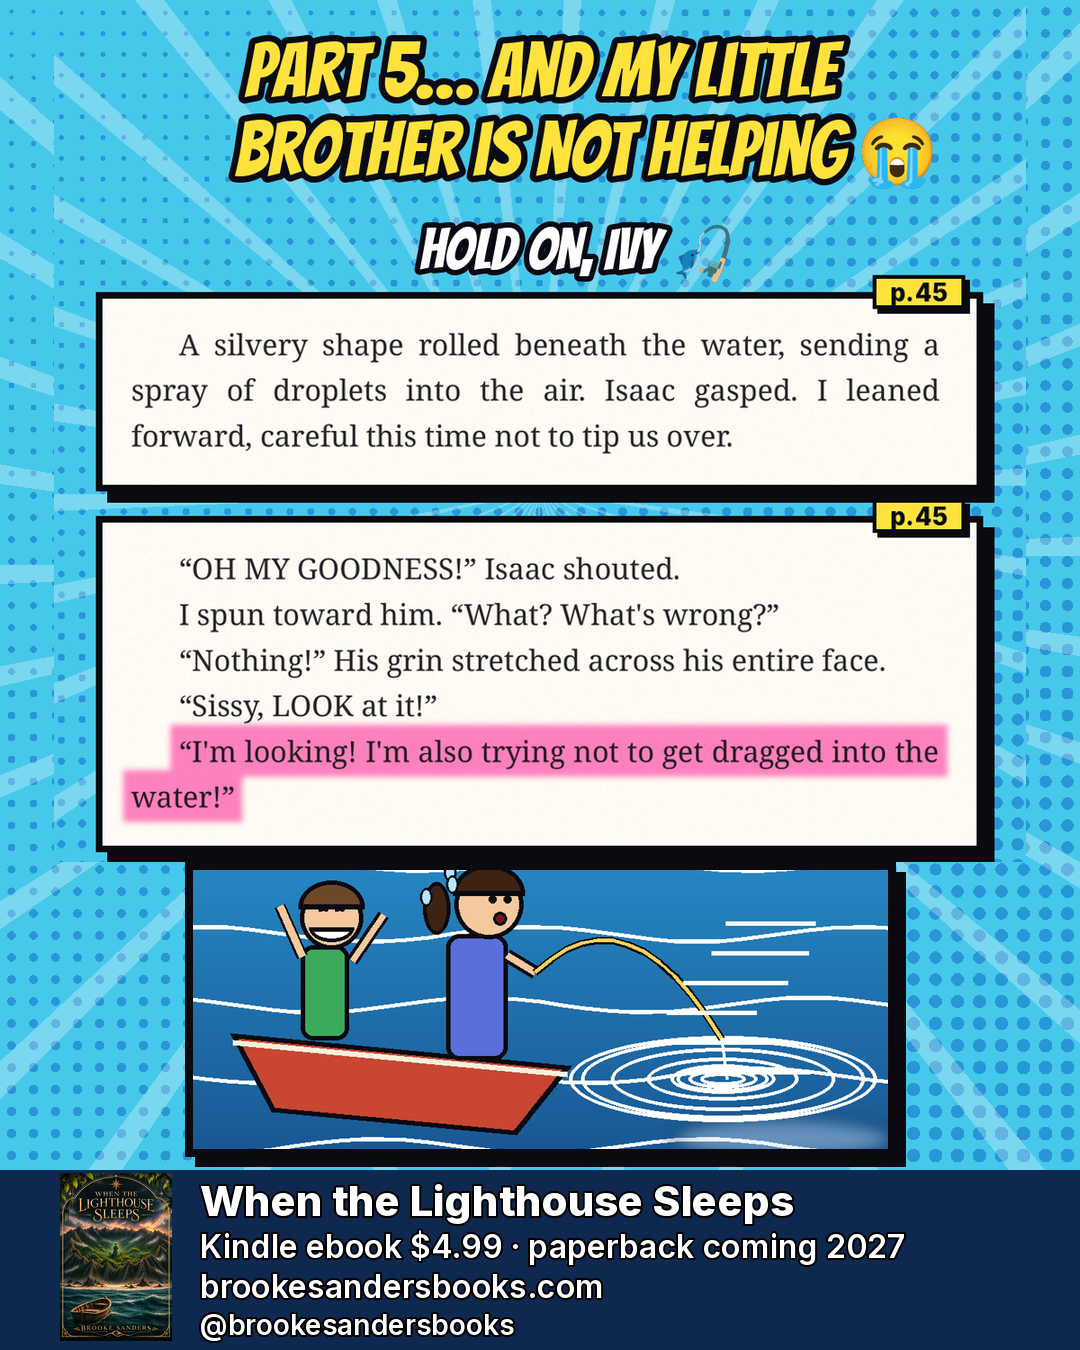 PART 5... AND MY LITTLE
BROTHER IS NOT HELPING😭
HOLD ON, IVY 🎣
p.45
A silvery shape rolled beneath the water, sending a
spray of droplets into the air. Isaac gasped. I leaned
forward, careful this time not to tip us over.
p.45
“OH MY GOODNESS!” Isaac shouted.
I spun toward him. “What? What's wrong?”
“Nothing!” His grin stretched across his entire face.
“Sissy, LOOK at it!”
“I'm looking! I'm also trying not to get dragged into the
water!”
WHEN THE
LIGHTHOUSE
SLEEPS
BROOKE SANDERS
When the Lighthouse Sleeps
Kindle ebook $4.99 · paperback coming 2027
brookesandersbooks.com
@brookesandersbooks